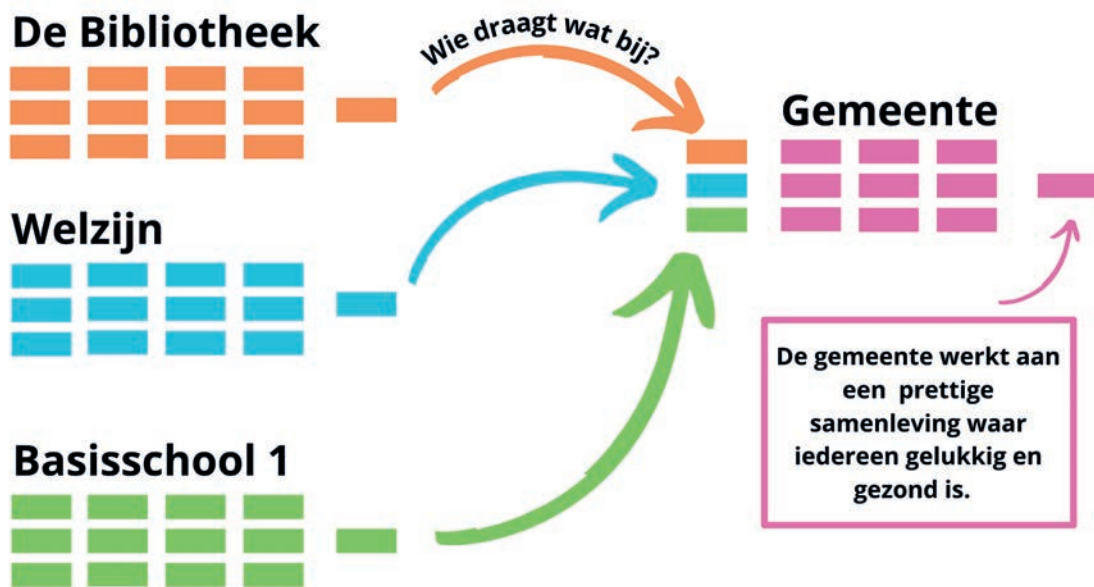 De Bibliotheek
Wie draagt wat bij?
Gemeente
Welzijn
De gemeente werkt aan
een prettige
samenleving waar
iedereen gelukkig en
gezond is.
Basisschool 1